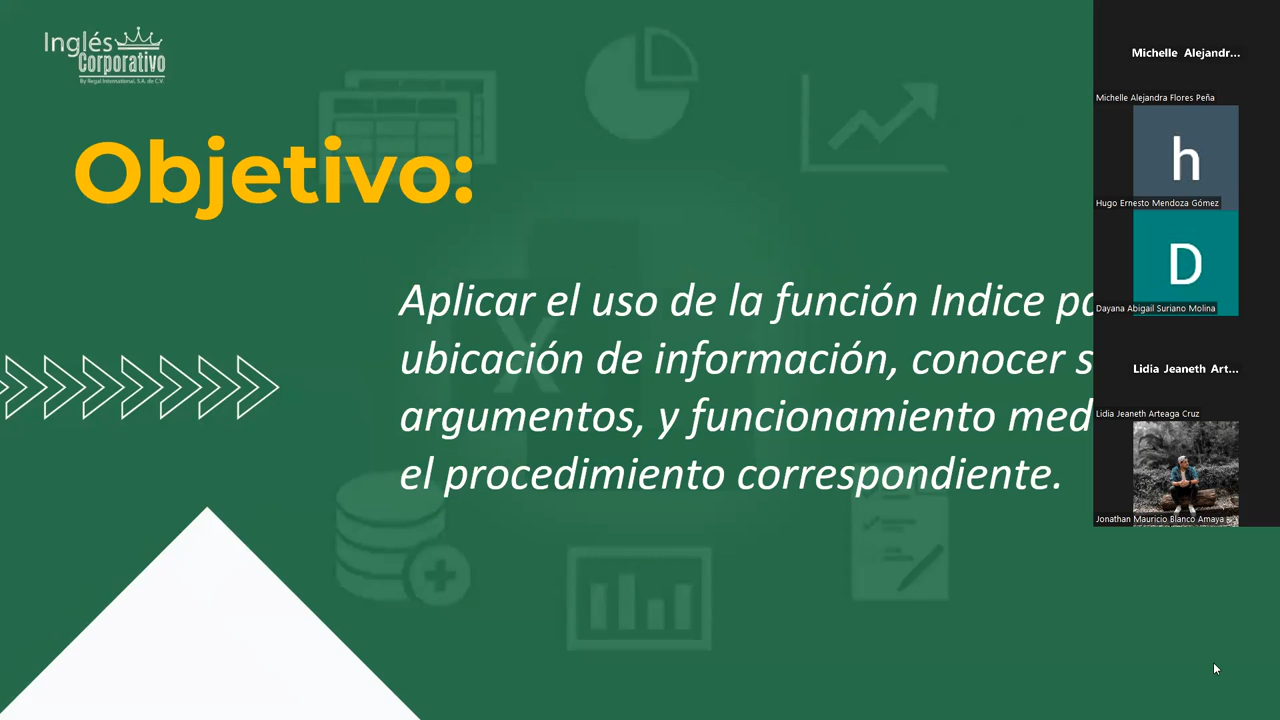 Inglés
Corporativo
By Regal International, S.A. de C.V.
Objetivo:
Aplicar el uso de la función Indice
ubicación de información, conocer
argumentos, y funcionamiento
el procedimiento correspondiente.
Michelle Alejandr...
Michelle Alejandra Flores Peña
h
Hugo Ernesto Mendoza Gómez
D
Dayana Abigail Suriano Molina
Lidia Jeaneth Art...
Lidia Jeaneth Arteaga Cruz
Jonathan Mauricio Blanco Amaya